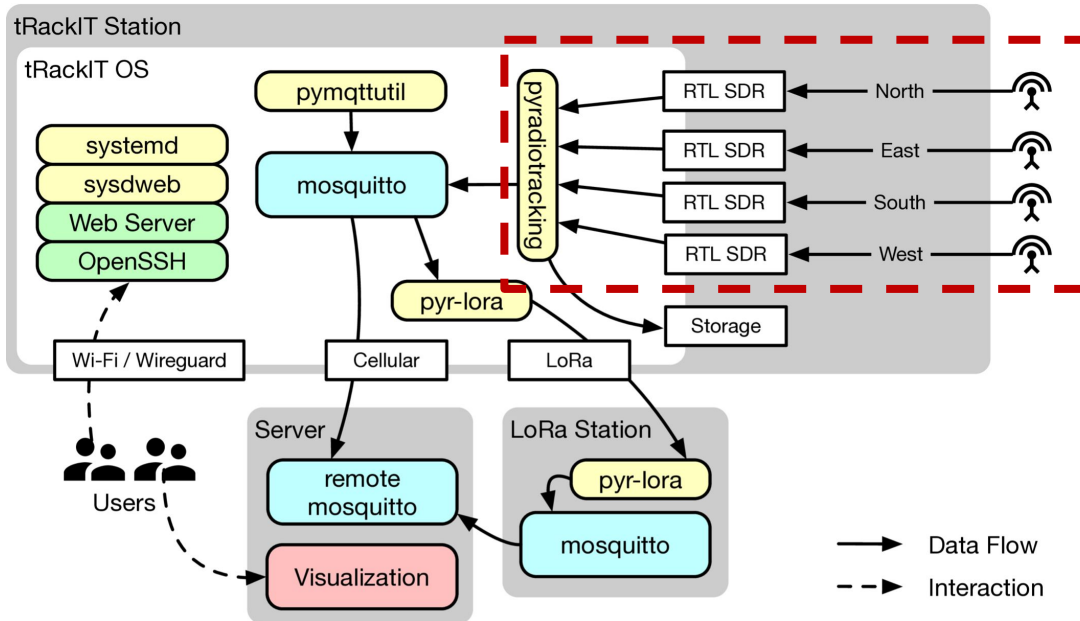 tRackIT Station
tRackIT OS
pymqttutil
mosquitto
systemd
sysdweb
Web Server
OpenSSH
pyradiotracking
RTL SDR
North
RTL SDR
East
RTL SDR
South
RTL SDR
West
pyr-lora
Storage
Wi-Fi / Wireguard
Cellular
LoRa
Users
Server
remote
mosquitto
Visualization
LoRa Station
pyr-lora
mosquitto
Data Flow
Interaction